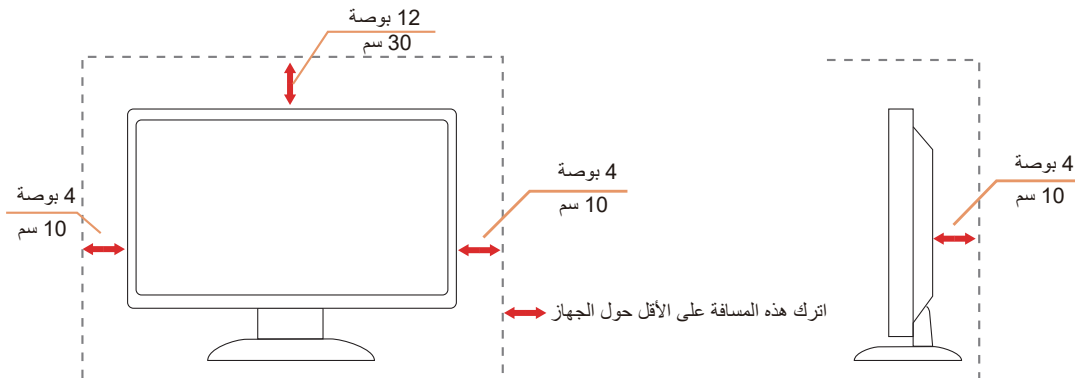 12 بوصة
30 سم
4 بوصة
10 سم
4 بوصة
10 سم
4 بوصة
10 سم
اترك هذه المسافة على الأقل حول الجهاز